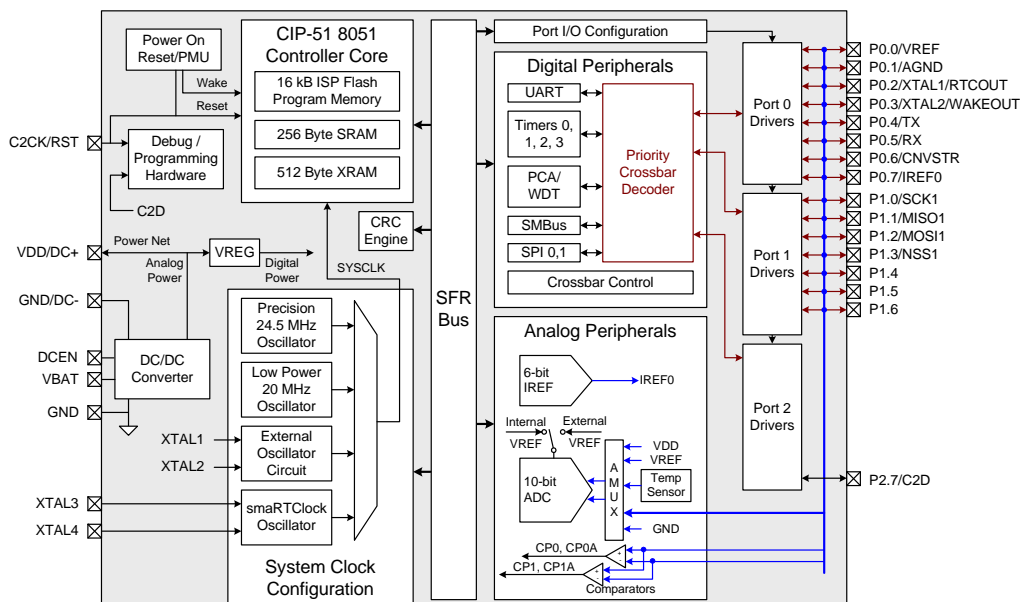 Power On
Reset/PMU
Wake
Reset
C2CK/RST
Debug /
Programming
Hardware
C2D
CIP-51 8051
Controller Core
16 kB ISP Flash
Program Memory
256 Byte SRAM
512 Byte XRAM
CRC
Engine
SYSCLK
VDD/DC+
Power Net
Analog
Power
VREG
Digital
Power
GND/DC-
DCEN
VBAT
GND
DC/DC
Converter
XTAL1
XTAL2
XTAL3
XTAL4
Precision
24.5 MHz
Oscillator
Low Power
20 MHz
Oscillator
External
Oscillator
Circuit
smaRTClock
Oscillator
System Clock
Configuration
SFR
Bus
Port I/O Configuration
Digital Peripherals
UART
Timers 0,
1, 2, 3
PCA/
WDT
SMBus
SPI 0,1
Priority
Crossbar
Decoder
Crossbar Control
Analog Peripherals
6-bit
IREF
IREF0
Internal
VREF
External
VREF
10-bit
ADC
A
M
U
X
VDD
VREF
Temp
Sensor
GND
CP0, CP0A
+
-
CP1, CP1A
+
-
Comparators
Port 0
Drivers
Port 1
Drivers
Port 2
Drivers
P0.0/VREF
P0.1/AGND
P0.2/XTAL1/RTCOUT
P0.3/XTAL2/WAKEOUT
P0.4/TX
P0.5/RX
P0.6/CNVSTR
P0.7/IREF0
P1.0/SCK1
P1.1/MISO1
P1.2/MOSI1
P1.3/NSS1
P1.4
P1.5
P1.6
P2.7/C2D